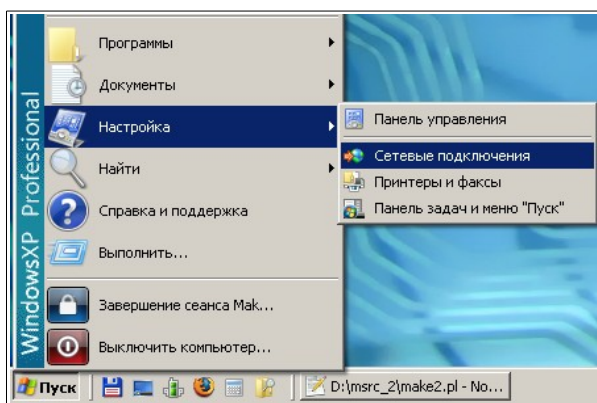 WindowsXP Professional
Программы
Документы
Настройка
Найти
Справка и поддержка
Выполнить...
Завершение сеанса Mak...
Выключить компьютер...
Панель управления
Сетевые подключения
Принтеры и факсы
Панель задач и меню "Пуск"
Пуск
D:\msrc_2\make2.pl - No...